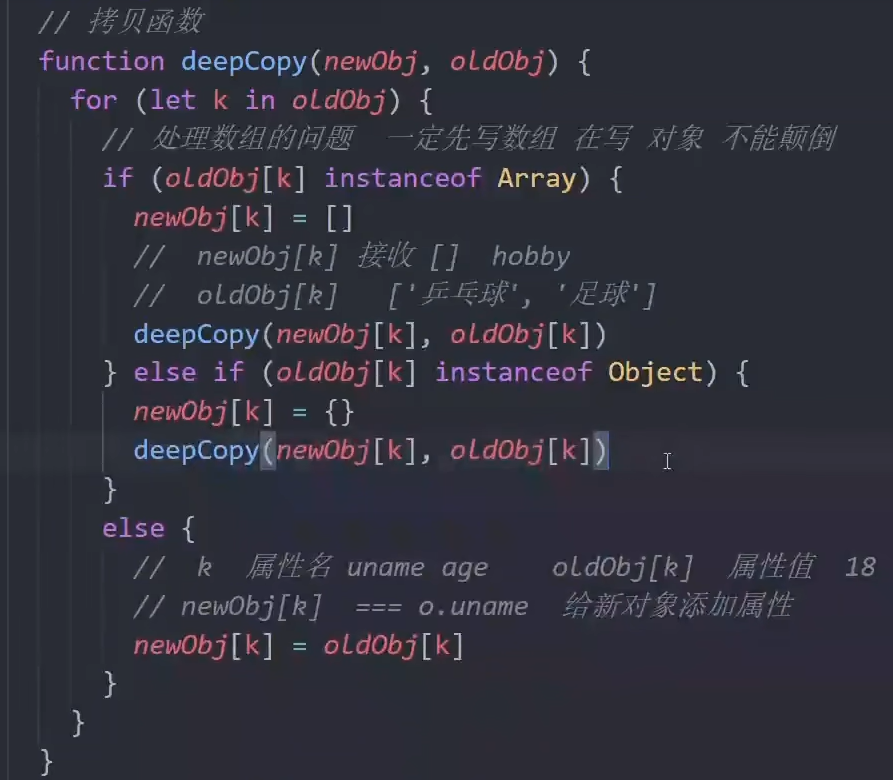 // 拷贝函数
function deepCopy(newObj, oldObj) {
  for (let k in oldObj) {
    // 处理数组的问题  一定先写数组 在写 对象 不能颠倒
    if (oldObj[k] instanceof Array) {
      newObj[k] = []
      //  newObj[k] 接收 []  hobby
      //  oldObj[k]   ['乒乓球', '足球']
      deepCopy(newObj[k], oldObj[k])
    } else if (oldObj[k] instanceof Object) {
      newObj[k] = {}
      deepCopy(newObj[k], oldObj[k])
    }
    else {
      //  k  属性名 uname age    oldObj[k]  属性值  18
      // newObj[k]  === o.uname  给新对象添加属性
      newObj[k] = oldObj[k]
    }
  }
}